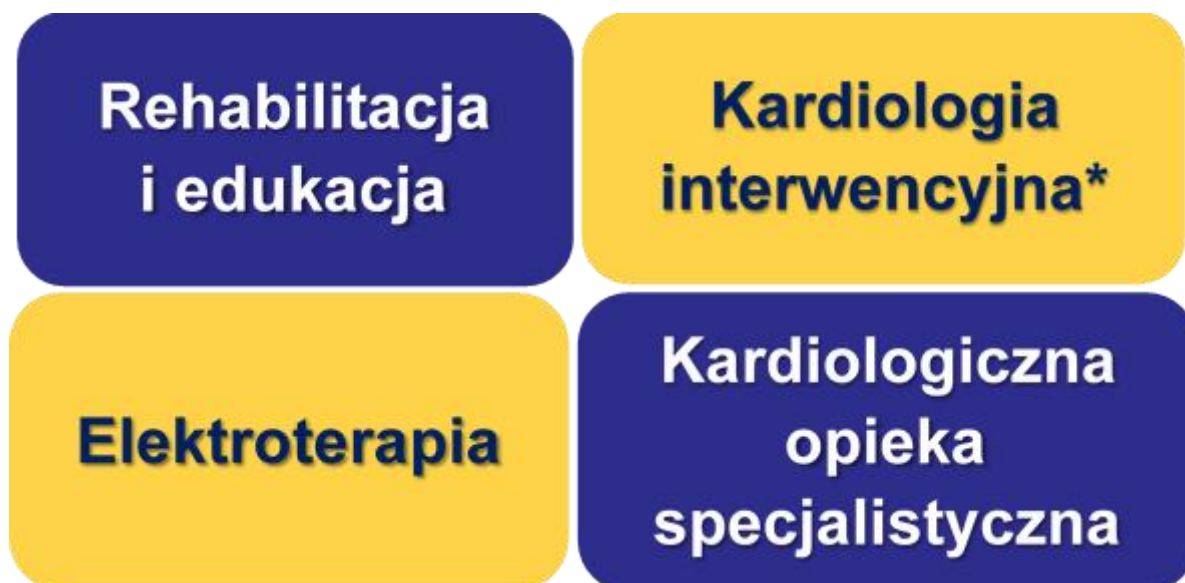 Rehabilitacja
i edukacja
Kardiologia
interwencyjna*
Elektroterapia
Kardiologiczna
opieka
specjalistyczna